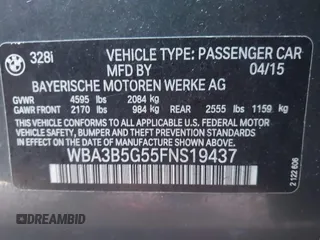 328i
VEHICLE TYPE: PASSENGER CAR
MFD BY 04/15
BAYERISCHE MOTOREN WERKE AG
GVWR 4595 lbs 2084 kg
GAWR FRONT 2170 lbs 984 kg REAR 2555 lbs 1159 kg
THIS VEHICLE CONFORMS TO ALL APPLICABLE
U.S. FEDERAL MOTOR VEHICLE SAFETY, BUMPER
AND THEFT PREVENTION STANDARDS IN EFFECT
ON THE DATE OF MANUFACTURE SHOWN ABOVE.
WBA3B5G55FNS19437
2 122 606
DREAMBID